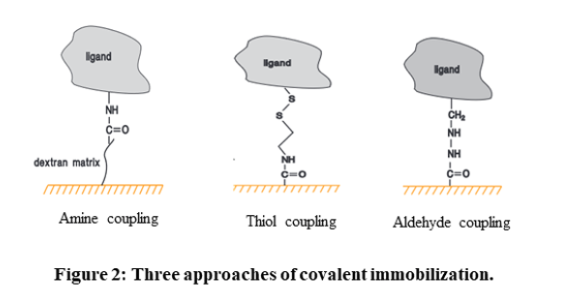 ligand
NH
C=O
dextran matrix
Amine coupling
ligand
S
S
NH
C=O
Thiol coupling
ligand
CH₂
NH
NH
C=O
Aldehyde coupling
Figure 2: Three approaches of covalent immobilization.